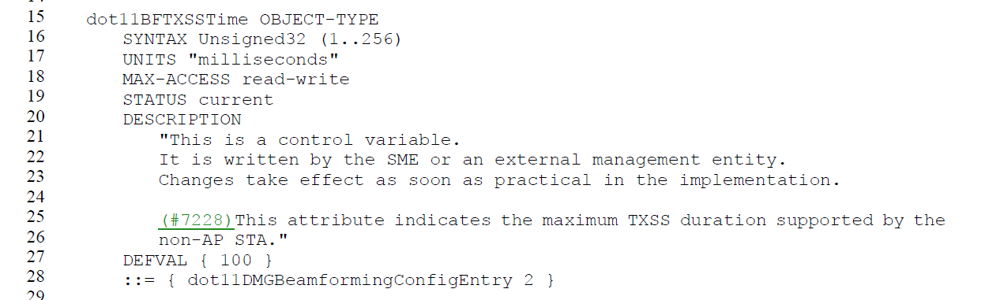 15 dot11BFTXSSTime OBJECT-TYPE
16 SYNTAX Unsigned32 (1..256)
17 UNITS "milliseconds"
18 MAX-ACCESS read-write
19 STATUS current
20 DESCRIPTION
21 "This is a control variable.
22 It is written by the SME or an external management entity.
23 Changes take effect as soon as practical in the implementation.
24
25 (#7228)This attribute indicates the maximum TXSS duration supported by the
26 non-AP STA."
27 DEFVAL { 100 }
28 ::= { dot11DMGBeamformingConfigEntry 2 }
29